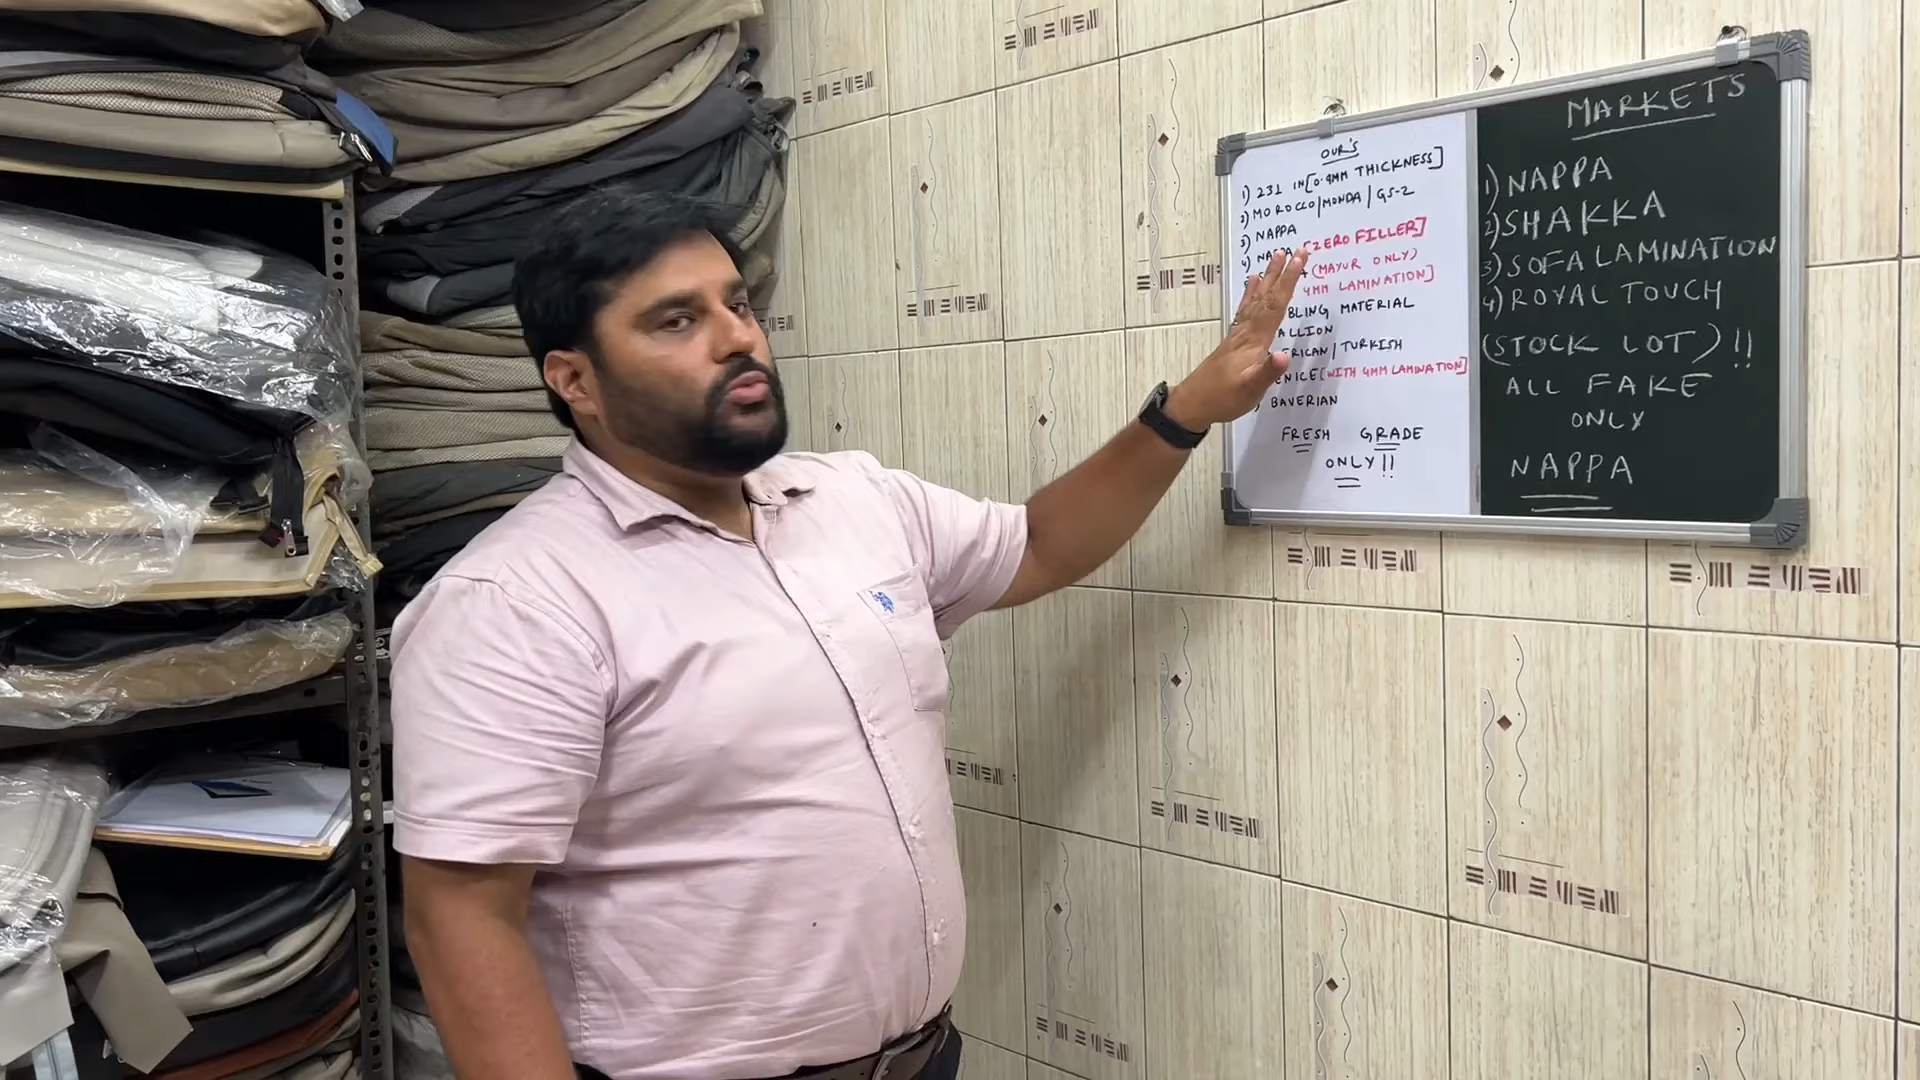 OUR'S
1) 231 IN [0.9MM THICKNESS]
2) MOROCCO/MONDA/GS-2
3) NAPPA
4) [ZERO FILLER]
(MAYUR ONLY)
4MM LAMINATION]
BLING MATERIAL
ALLION
ERICAN/TURKISH
ENICE [WITH 4MM LAMINATION]
BAVERIAN
FRESH GRADE
ONLY!!
MARKETS
1) NAPPA
2) SHAKKA
3) SOFA LAMINATION
4) ROYAL TOUCH
(STOCK LOT)!!
ALL FAKE
ONLY
NAPPA